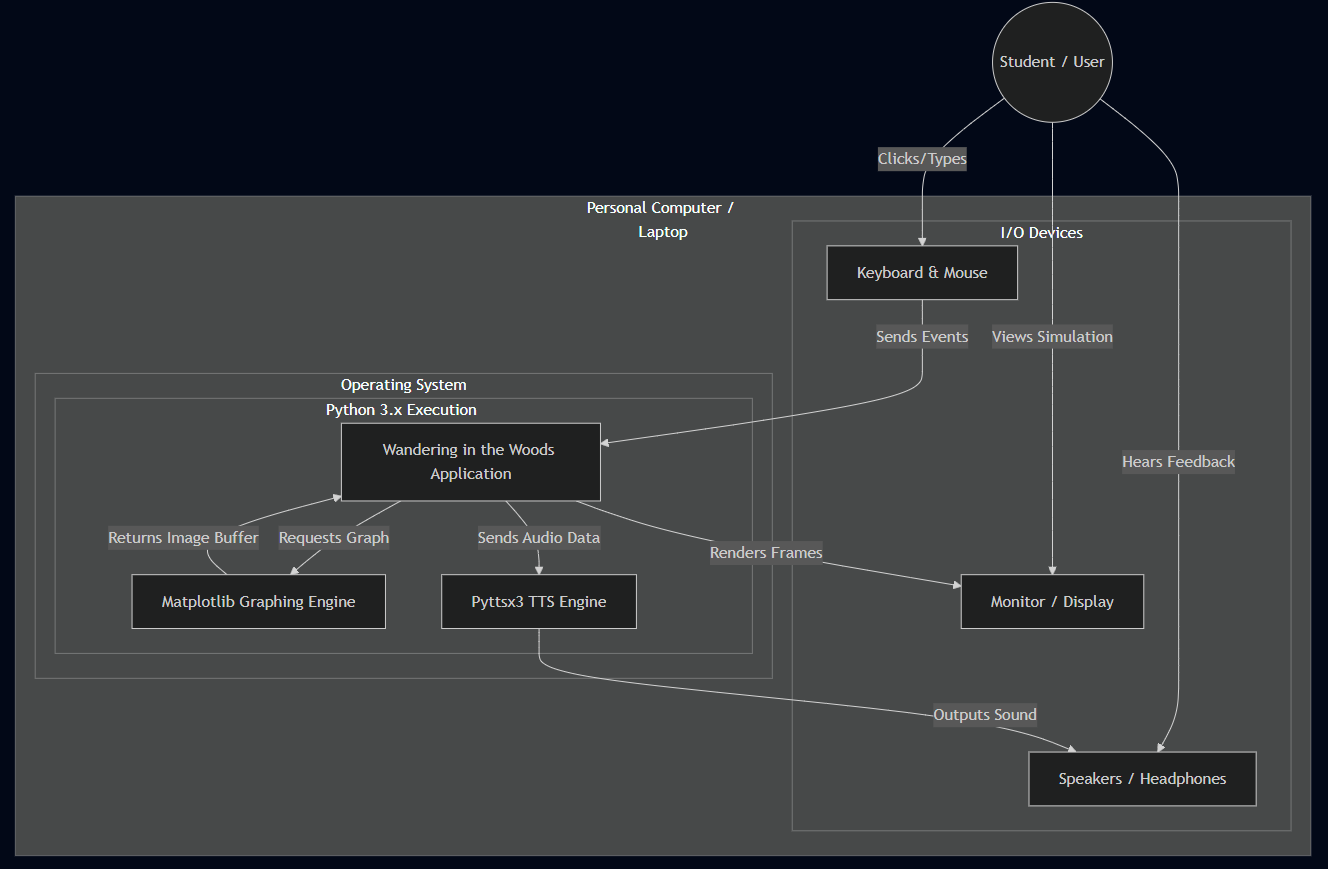 Student / User
Clicks/Types
Personal Computer /
Laptop
I/O Devices
Keyboard & Mouse
Sends Events
Views Simulation
Operating System
Python 3.x Execution
Wandering in the Woods
Application
Hears Feedback
Returns Image Buffer
Requests Graph
Sends Audio Data
Renders Frames
Matplotlib Graphing Engine
Pyttsx3 TTS Engine
Monitor / Display
Outputs Sound
Speakers / Headphones